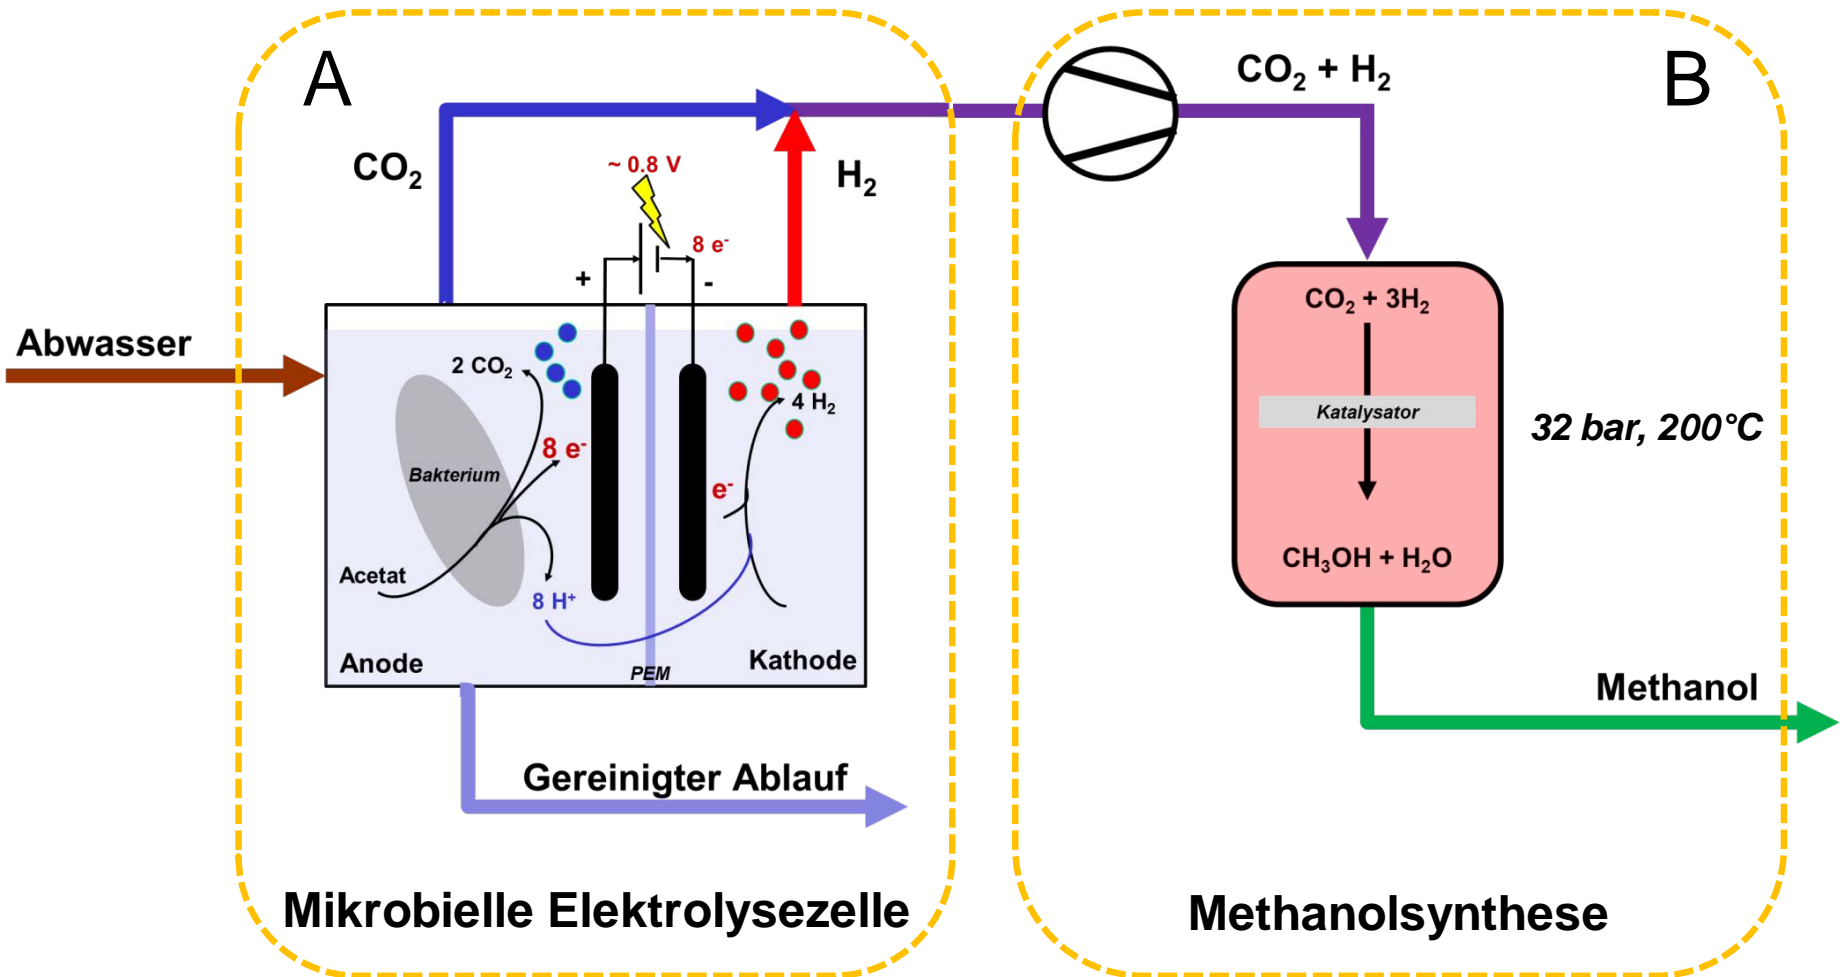 A
B
CO₂ + H₂
CO₂
~ 0.8 V
H₂
8 e⁻
+
-
Abwasser
2 CO₂
4 H₂
8 e⁻
Bakterium
e⁻
Acetat
8 H⁺
Anode
PEM
Kathode
CO₂ + 3H₂
Katalysator
32 bar, 200°C
CH₃OH + H₂O
Methanol
Gereinigter Ablauf
Mikrobielle Elektrolysezelle
Methanolsynthese